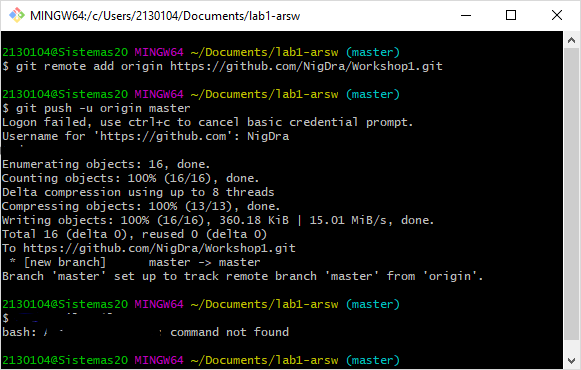 MINGW64:/c/Users/2130104/Documents/lab1-arsw
2130104@Sistemas20 MINGW64 ~/Documents/lab1-arsw (master)
$ git remote add origin https://github.com/NigDra/Workshop1.git
2130104@Sistemas20 MINGW64 ~/Documents/lab1-arsw (master)
$ git push -u origin master
Logon failed, use ctrl+c to cancel basic credential prompt.
Username for 'https://github.com': NigDra
Enumerating objects: 16, done.
Counting objects: 100% (16/16), done.
Delta compression using up to 8 threads
Compressing objects: 100% (13/13), done.
Writing objects: 100% (16/16), 360.18 KiB | 15.01 MiB/s, done.
Total 16 (delta 0), reused 0 (delta 0)
To https://github.com/NigDra/Workshop1.git
* [new branch] master -> master
Branch 'master' set up to track remote branch 'master' from 'origin'.
2130104@Sistemas20 MINGW64 ~/Documents/lab1-arsw (master)
$
bash: command not found
2130104@Sistemas20 MINGW64 ~/Documents/lab1-arsw (master)